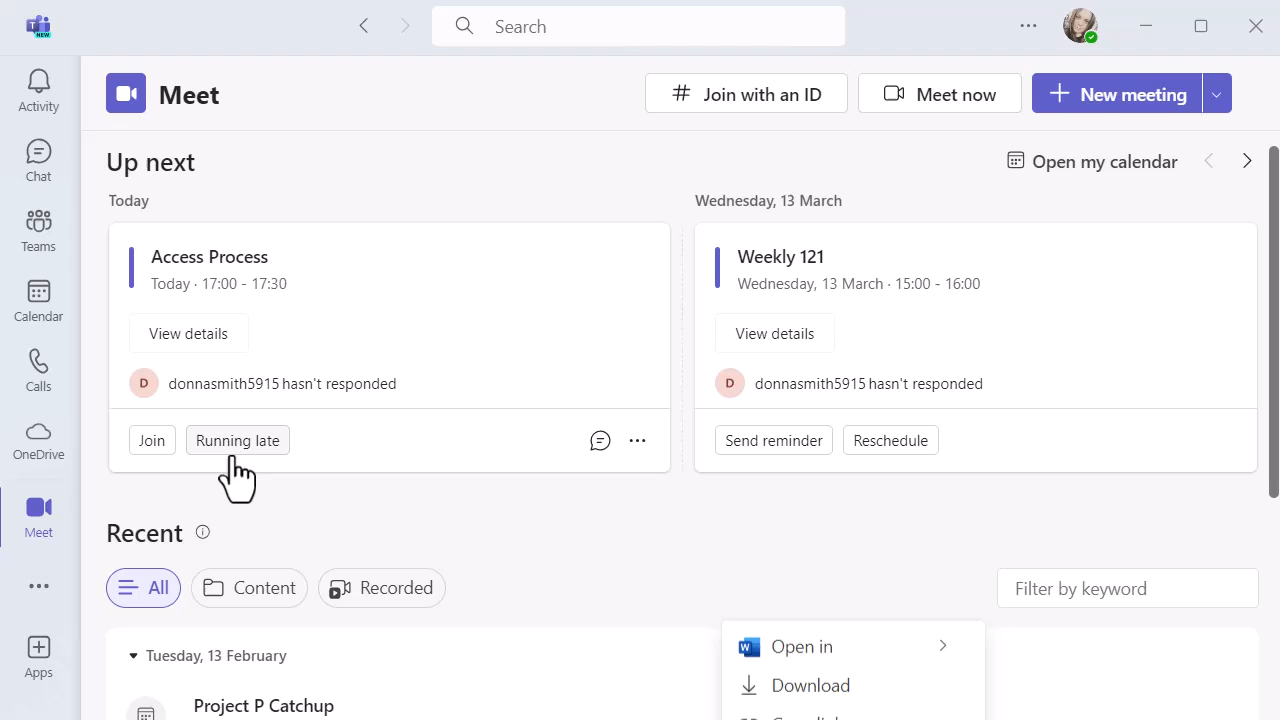 NEW
Search
Activity
Chat
Teams
Calendar
Calls
OneDrive
Meet
Apps
Meet
# Join with an ID
Meet now
New meeting
Up next
Open my calendar
Today
Wednesday, 13 March
Access Process
Today · 17:00 - 17:30
View details
D donnasmith5915 hasn't responded
Join
Running late
Weekly 121
Wednesday, 13 March · 15:00 - 16:00
View details
D donnasmith5915 hasn't responded
Send reminder
Reschedule
Recent
All
Content
Recorded
Filter by keyword
Tuesday, 13 February
Project P Catchup
Open in
Download